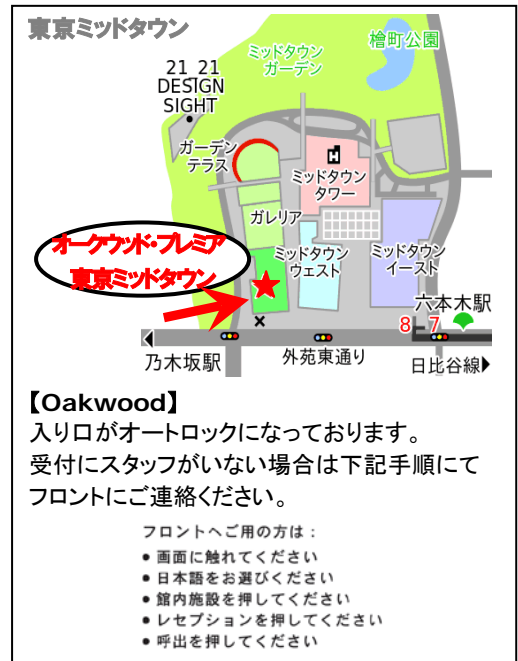 東京ミッドタウン
檜町公園
ミッドタウン
ガーデン
21_21
DESIGN
SIGHT
ガーデン
テラス
H
ミッドタウン
タワー
ガレリア
オークウッド・プレミア
東京ミッドタウン
ミッドタウン
ウェスト
ミッドタウン
イースト
六本木駅
8 7
乃木坂駅
外苑東通り
日比谷線
【Oakwood】
入り口がオートロックになっております。
受付にスタッフがいない場合は下記手順にて
フロントにご連絡ください。
フロントへご用の方は：
● 画面に触れてください
● 日本語をお選びください
● 館内施設を押してください
● レセプションを押してください
● 呼出を押してください